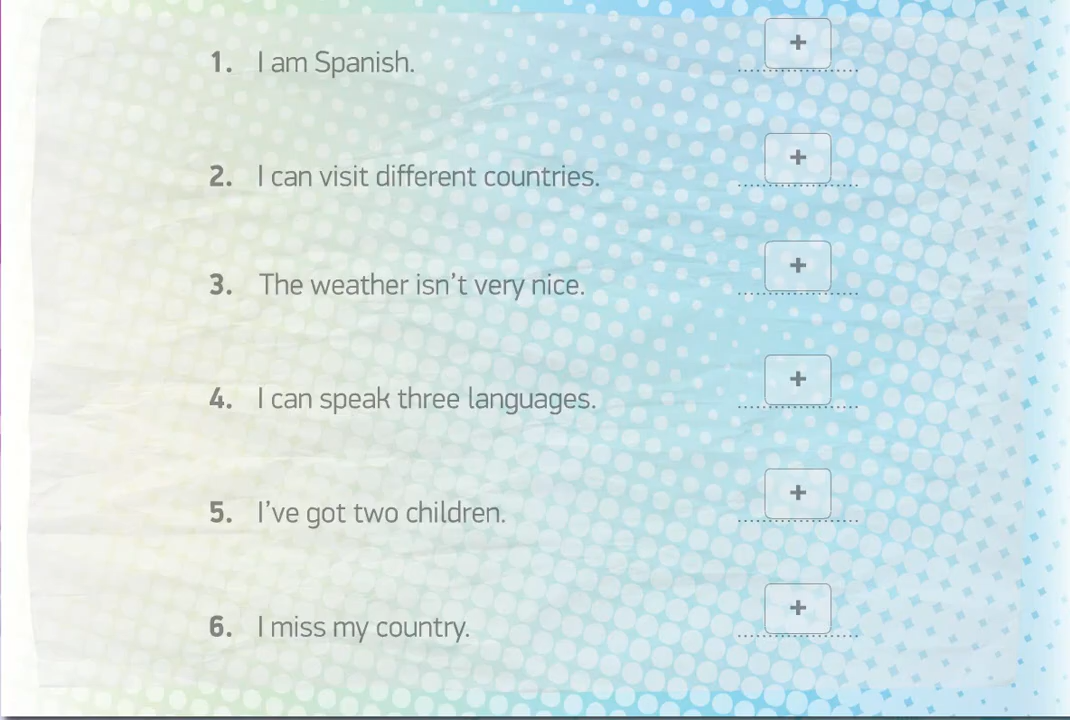 1. I am Spanish. +
2. I can visit different countries. +
3. The weather isn't very nice. +
4. I can speak three languages. +
5. I've got two children. +
6. I miss my country. +